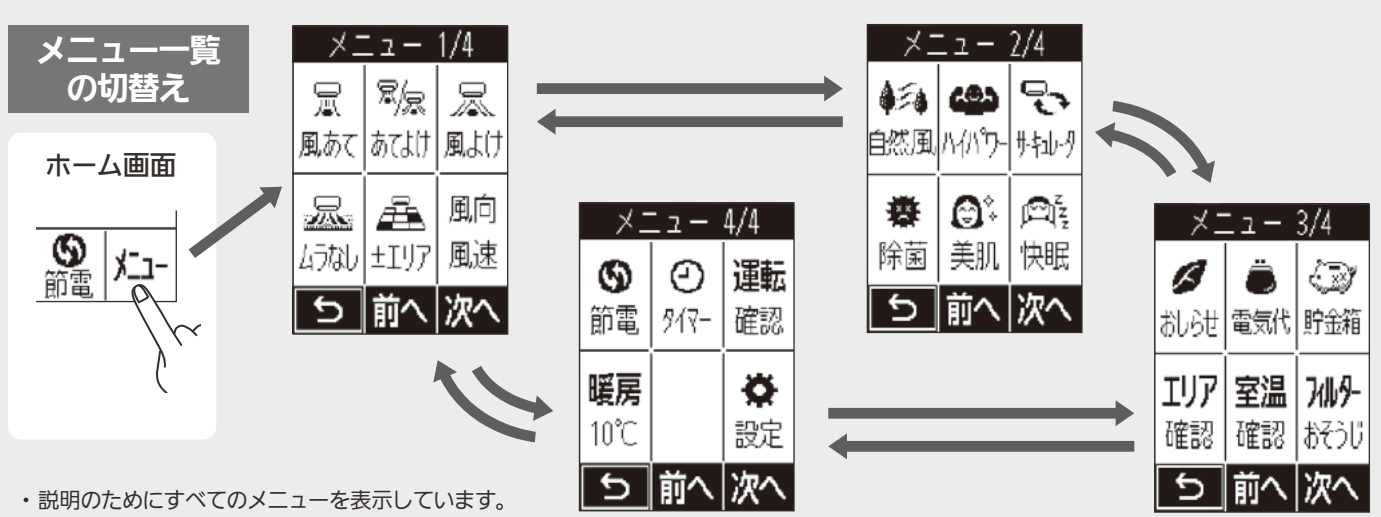 メニュー一覧
の切替え
ホーム画面
節電 メニュー
メニュー 1/4
風あて あて/よけ 風よけ
ムラなし ±エリア 風向
風速
前へ 次へ
メニュー 2/4
自然風 ハイパワー サーキュレータ
除菌 美肌 快眠
前へ 次へ
メニュー 3/4
おしらせ 電気代 貯金箱
エリア 室温 フィルター
確認 確認 おそうじ
前へ 次へ
メニュー 4/4
節電 タイマー 運転
確認
暖房
10℃ 設定
前へ 次へ
・説明のためにすべてのメニューを表示しています。